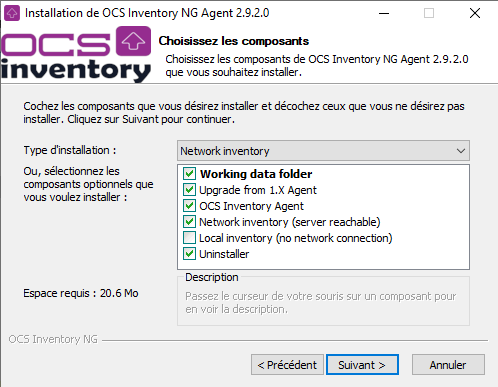 Installation de OCS Inventory NG Agent 2.9.2.0
OCS
inventory
Choisissez les composants
Choisissez les composants de OCS Inventory NG Agent 2.9.2.0
que vous souhaitez installer.
Cochez les composants que vous désirez installer et décochez ceux que vous ne désirez pas
installer. Cliquez sur Suivant pour continuer.
Type d'installation :
Network inventory
Ou, sélectionnez les
composants optionnels que
vous voulez installer :
Working data folder
Upgrade from 1.X Agent
OCS Inventory Agent
Network inventory (server reachable)
Local inventory (no network connection)
Uninstaller
Espace requis : 20.6 Mo
Description
Passez le curseur de votre souris sur un composant pour
en voir la description.
OCS Inventory NG
< Précédent
Suivant >
Annuler